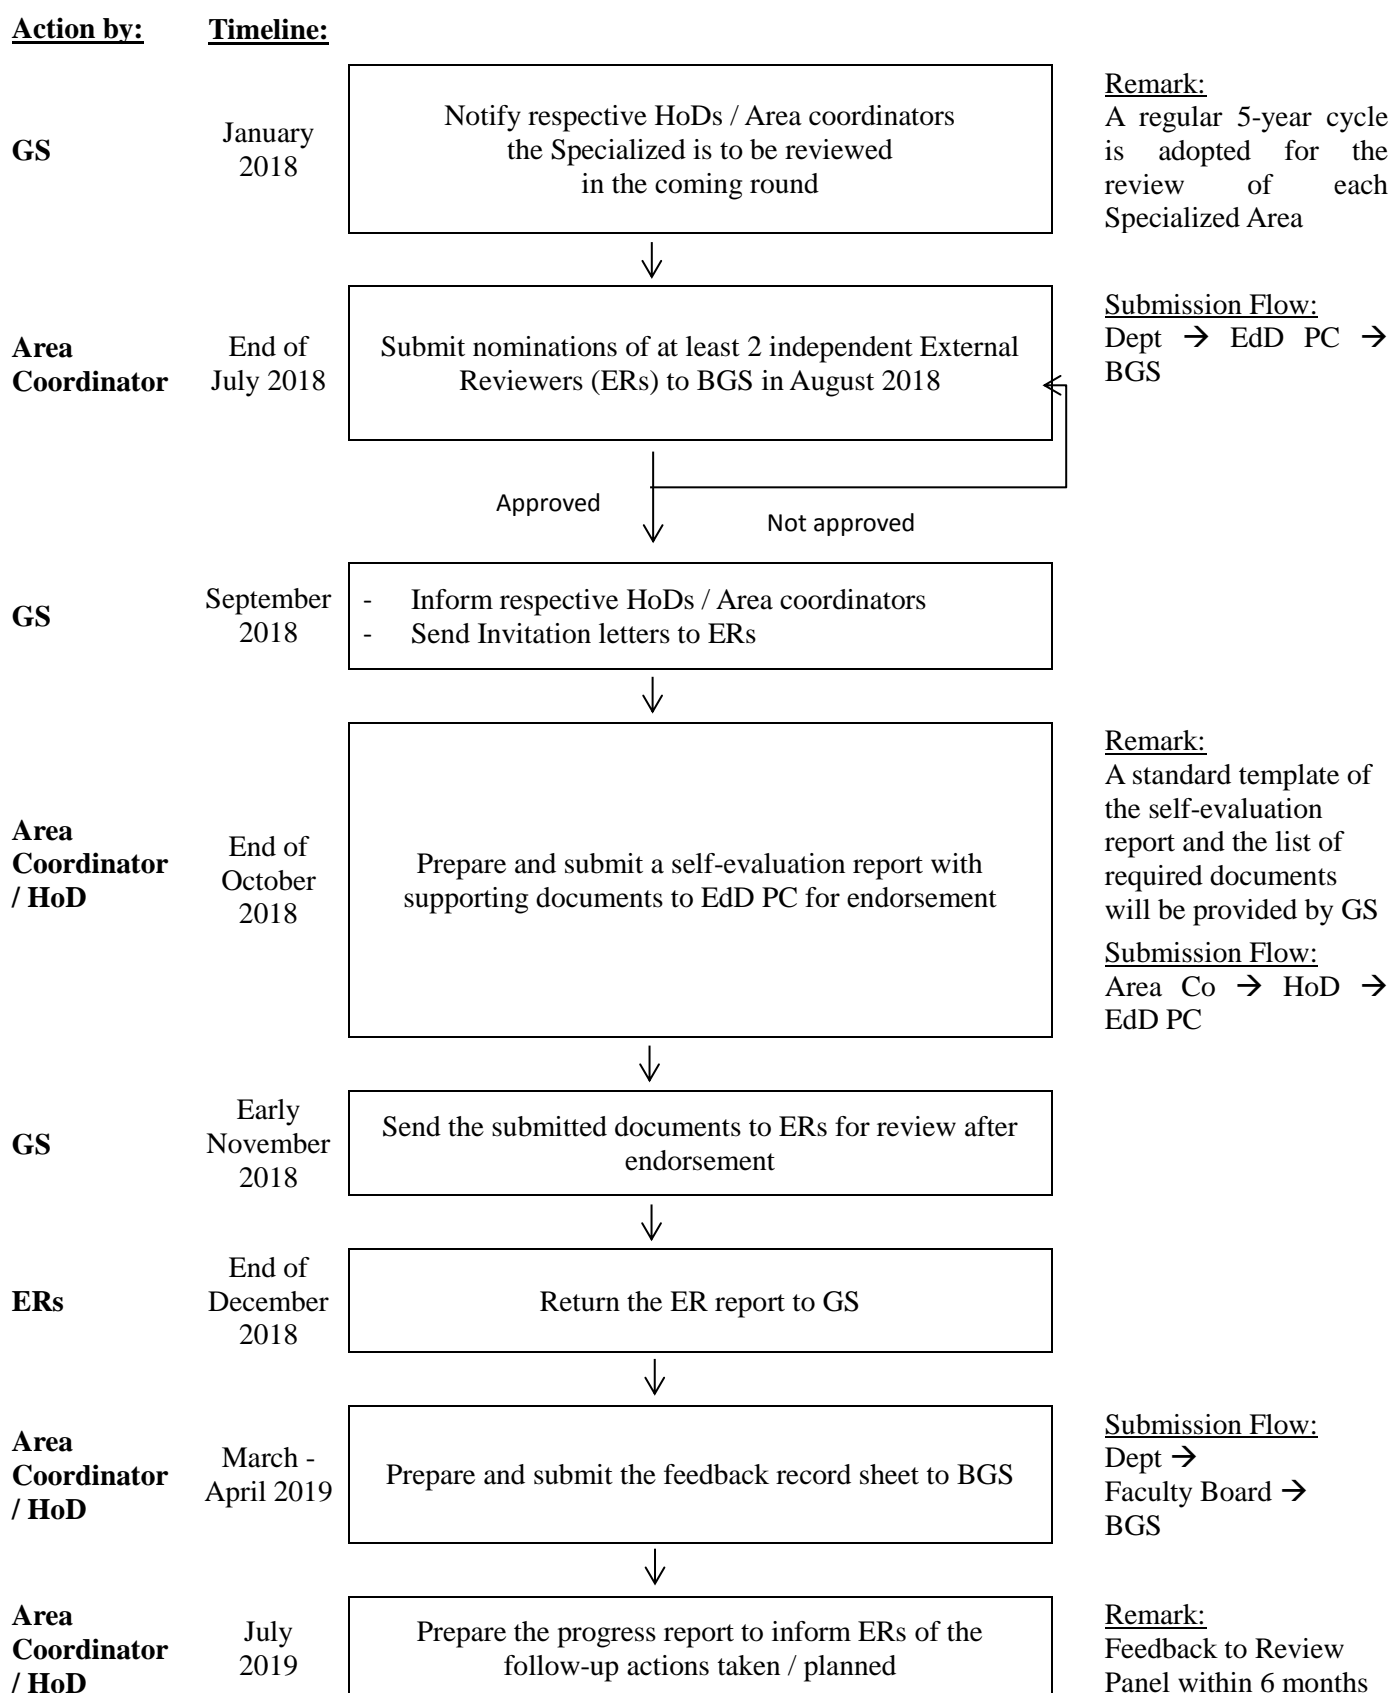 Action by: Timeline:
GS
January
2018
Notify respective HoDs / Area coordinators
the Specialized is to be reviewed
in the coming round
Remark:
A regular 5-year cycle
is adopted for the
review of each
Specialized Area
Area
Coordinator
End of
July 2018
Submit nominations of at least 2 independent External
Reviewers (ERs) to BGS in August 2018
Submission Flow:
Dept → EdD PC →
BGS
Approved
Not approved
GS
September
2018
- Inform respective HoDs / Area coordinators
- Send Invitation letters to ERs
Area
Coordinator
/ HoD
End of
October
2018
Prepare and submit a self-evaluation report with
supporting documents to EdD PC for endorsement
Remark:
A standard template of
the self-evaluation
report and the list of
required documents
will be provided by GS
Submission Flow:
Area Co → HoD →
EdD PC
GS
Early
November
2018
Send the submitted documents to ERs for review after
endorsement
ERs
End of
December
2018
Return the ER report to GS
Area
Coordinator
/ HoD
March -
April 2019
Prepare and submit the feedback record sheet to BGS
Submission Flow:
Dept →
Faculty Board →
BGS
Area
Coordinator
/ HoD
July
2019
Prepare the progress report to inform ERs of the
follow-up actions taken / planned
Remark:
Feedback to Review
Panel within 6 months